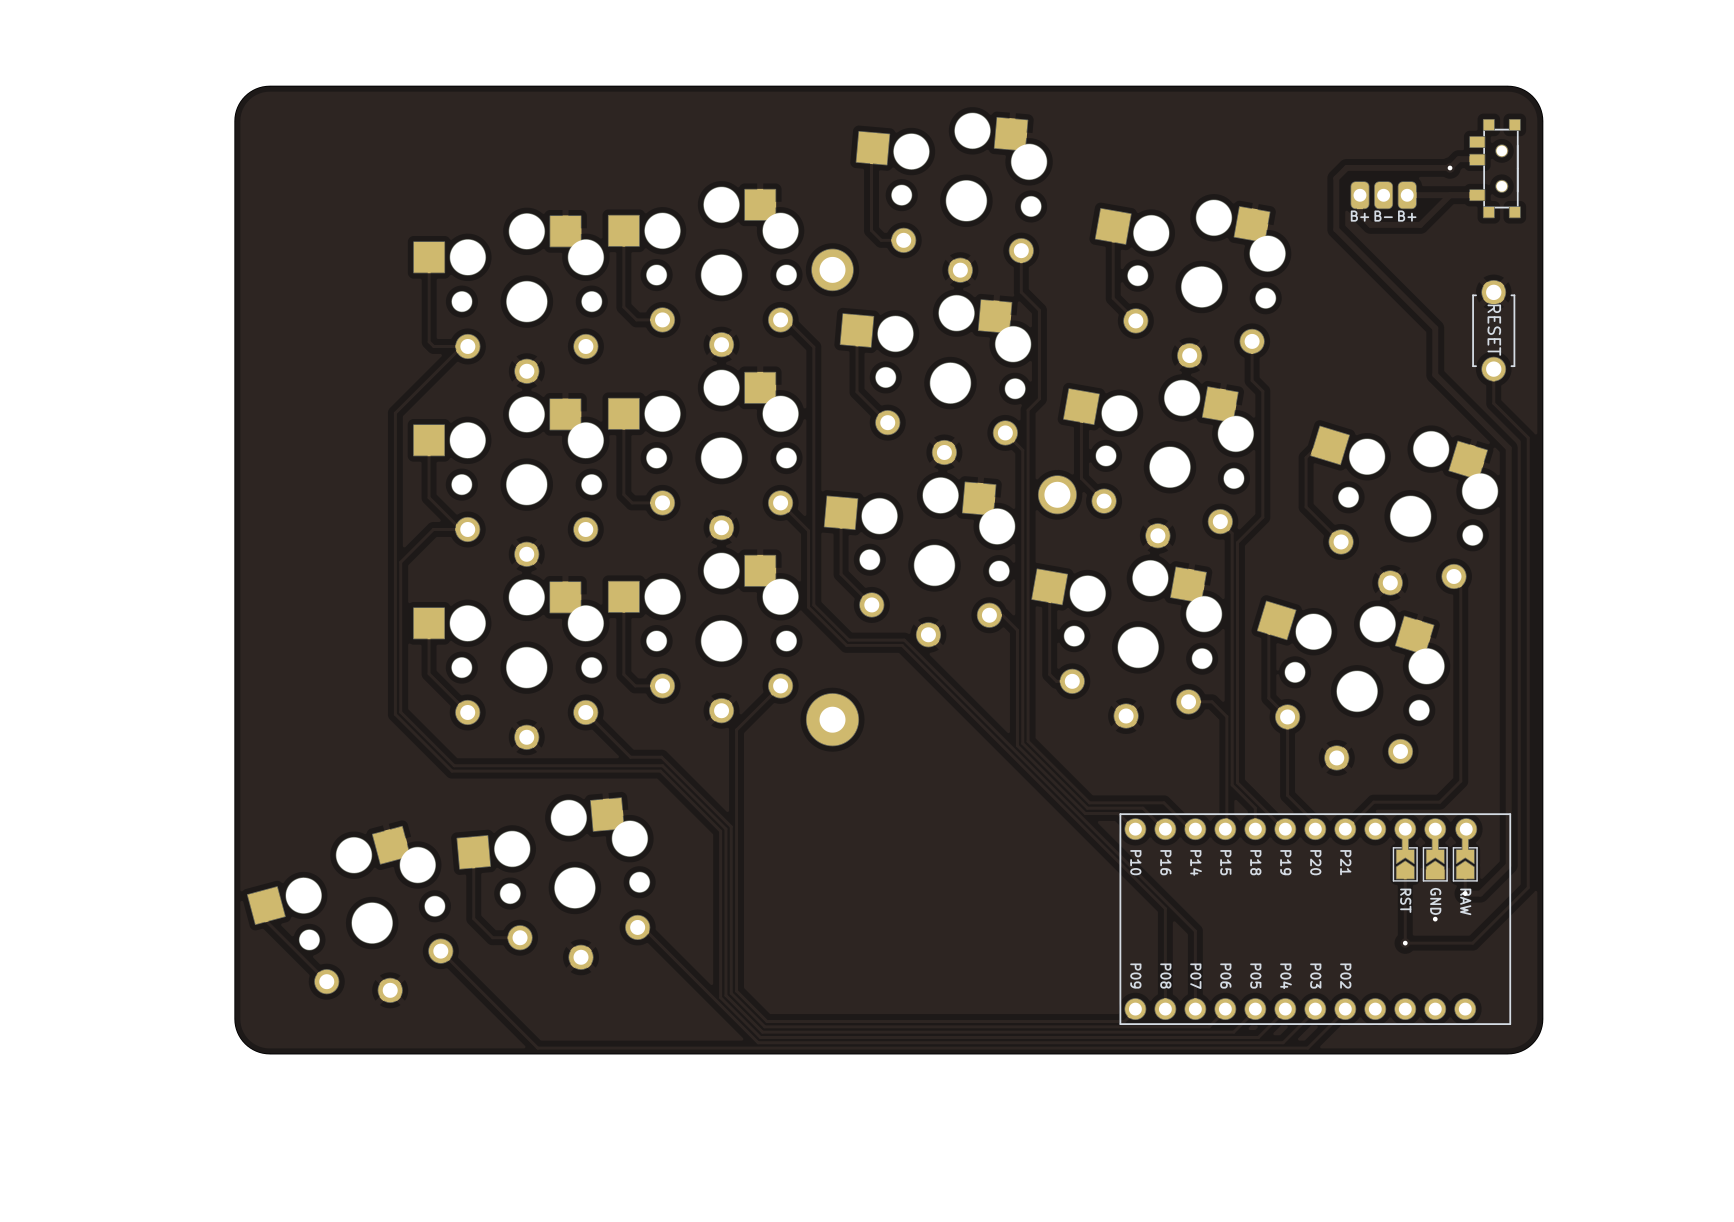 B+ B- B+
RESET
P10 P16 P14 P15 P18 P19 P20 P21
RST GND RAW
P09 P08 P07 P06 P05 P04 P03 P02